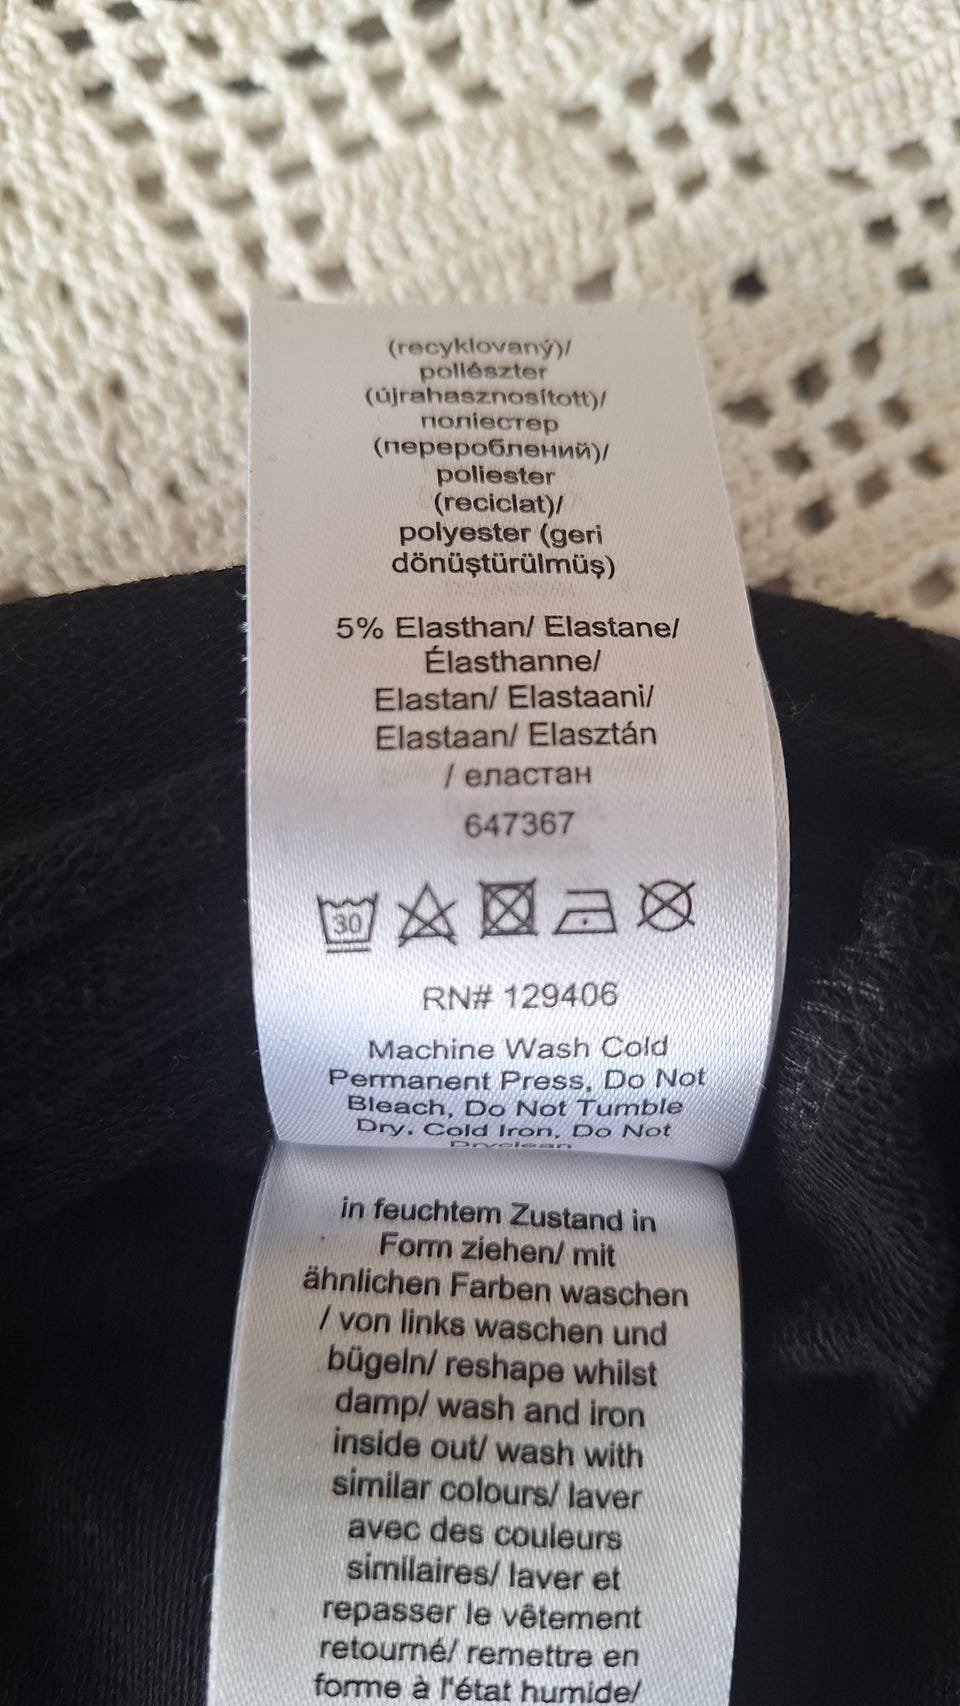 (recyklovaný)/
poliészter
(újrahasznosított)/
поліестер
(перероблений)/
poliester
(reciclat)/
polyester (geri
dönüştürülmüş)
5% Elasthan/ Elastane/
Élasthanne/
Elastan/ Elastaani/
Elastaan/ Elasztán
/ еластан
647367
30
RN# 129406
Machine Wash Cold
Permanent Press, Do Not
Bleach, Do Not Tumble
Dry, Cold Iron, Do Not
Dryclean
in feuchtem Zustand in
Form ziehen/ mit
ähnlichen Farben waschen
/ von links waschen und
bügeln/ reshape whilst
damp/ wash and iron
inside out/ wash with
similar colours/ laver
avec des couleurs
similaires/ laver et
repasser le vêtement
retourné/ remettre en
forme à l'état humide/